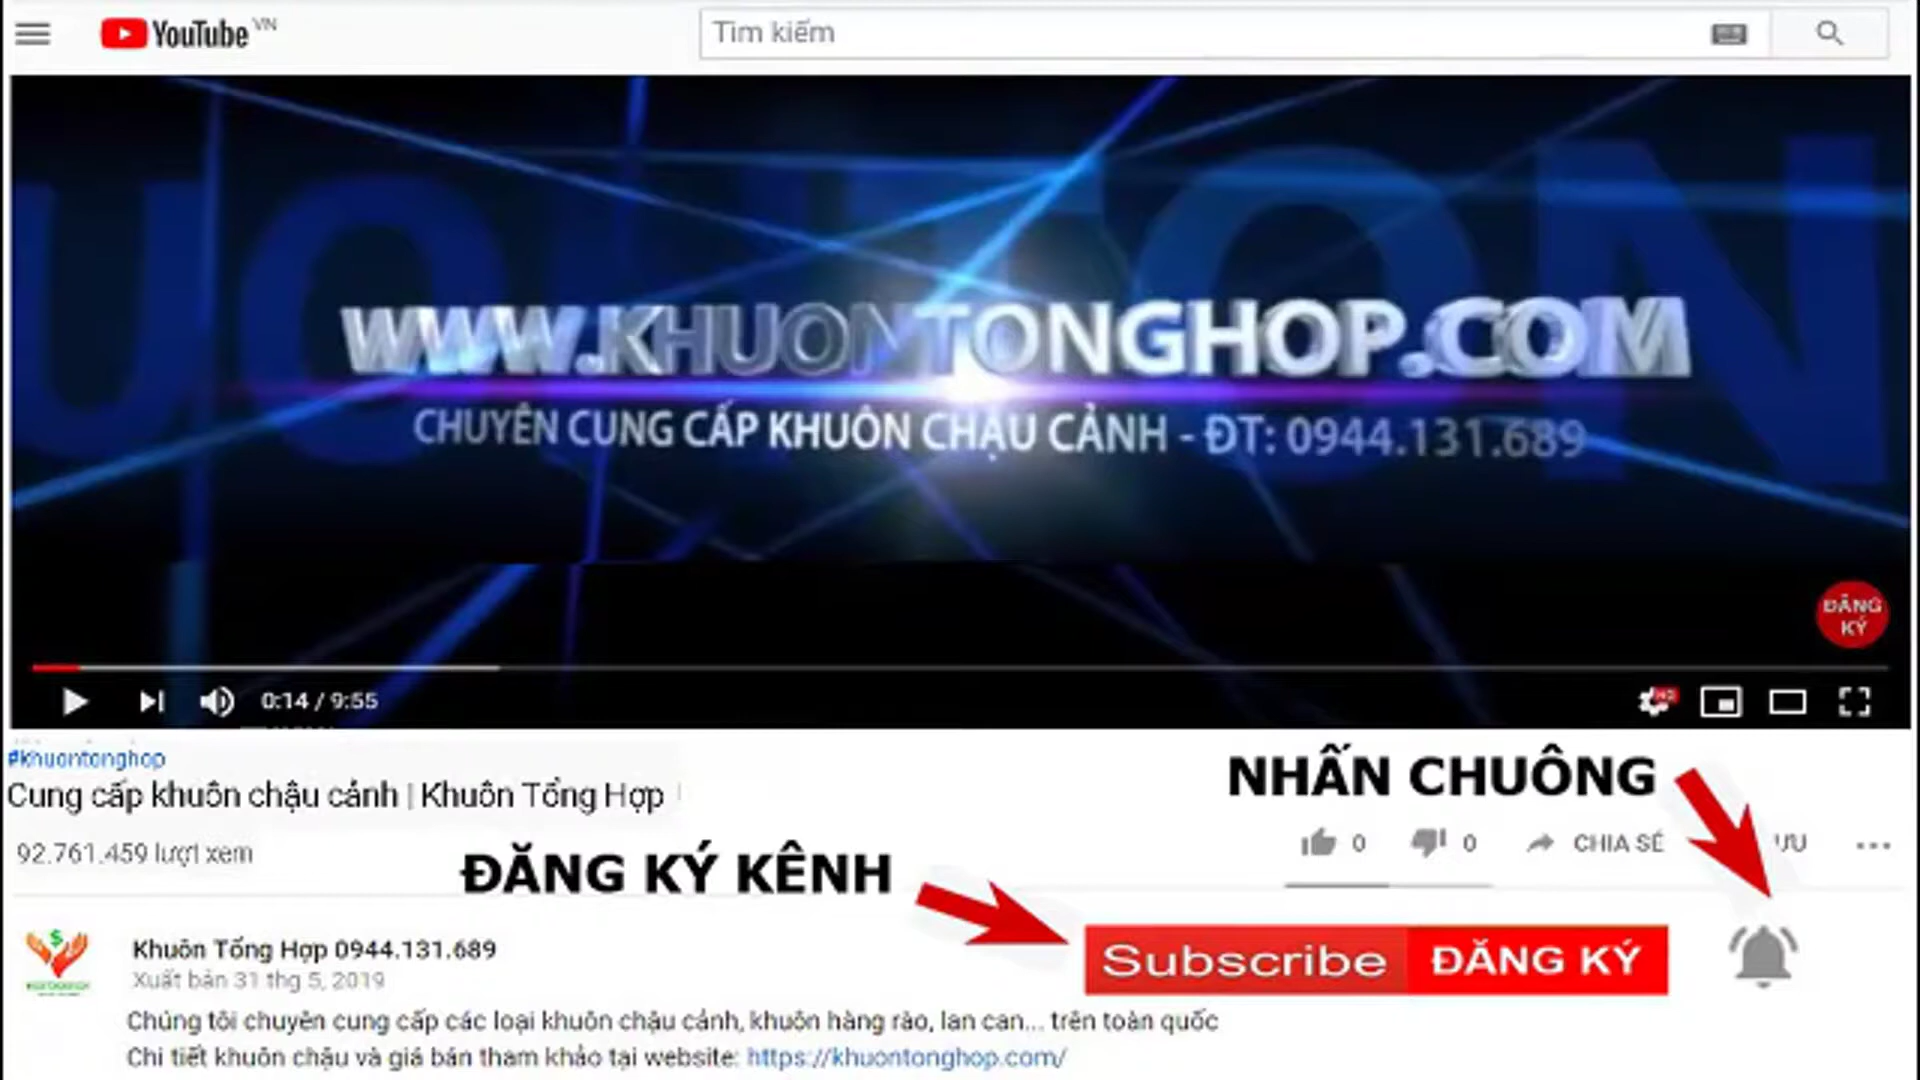 YouTube VN
Tìm kiếm
WWW.KHUONTONGHOP.COM
CHUYÊN CUNG CẤP KHUÔN CHẬU CẢNH - ĐT: 0944.131.689
ĐĂNG
KÝ
0:14 / 9:55
HD
#khuontonghop
Cung cấp khuôn chậu cảnh | Khuôn Tổng Hợp
NHẤN CHUÔNG
92.761.459 lượt xem
0
0
CHIA SẺ
ĐĂNG KÝ KÊNH
Subscribe ĐĂNG KÝ
Khuôn Tổng Hợp 0944.131.689
Xuất bản 31 thg 5, 2019
Chúng tôi chuyên cung cấp các loại khuôn chậu cảnh, khuôn hàng rào, lan can... trên toàn quốc
Chi tiết khuôn chậu và giá bán tham khảo tại website: https://khuontonghop.com/